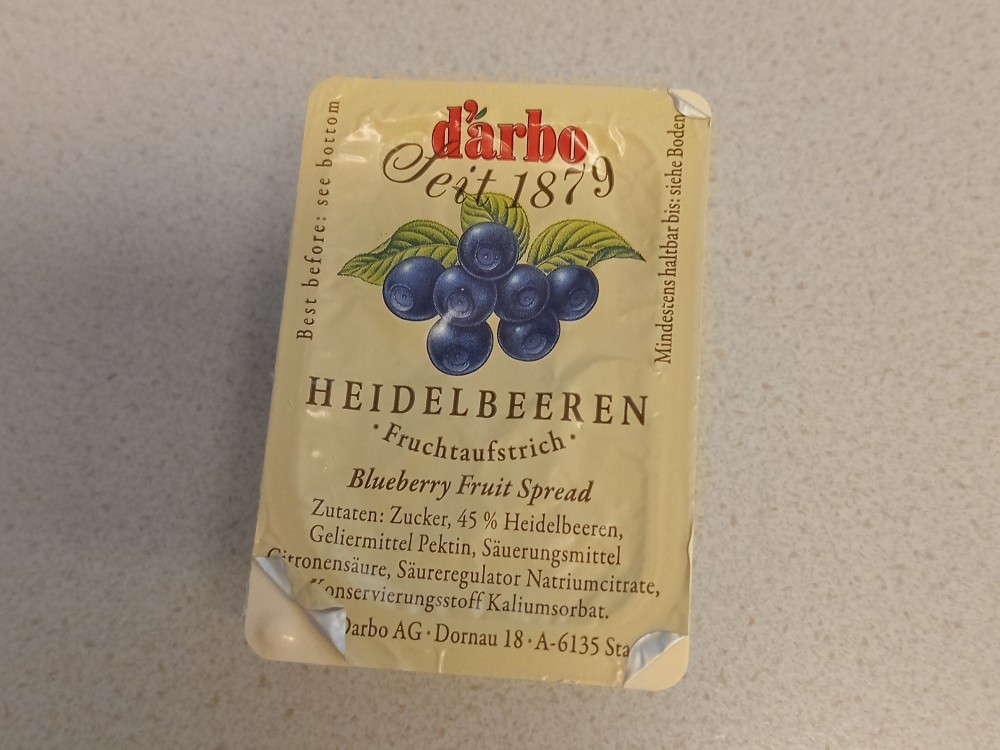 d'arbo
Seit 1879
Best before: see bottom
Mindestens haltbar bis: siehe Boden
HEIDELBEEREN
·Fruchtaufstrich·
Blueberry Fruit Spread
Zutaten: Zucker, 45 % Heidelbeeren,
Geliermittel Pektin, Säuerungsmittel
Citronensäure, Säureregulator Natriumcitrate,
Konservierungsstoff Kaliumsorbat.
Darbo AG · Dornau 18 · A-6135